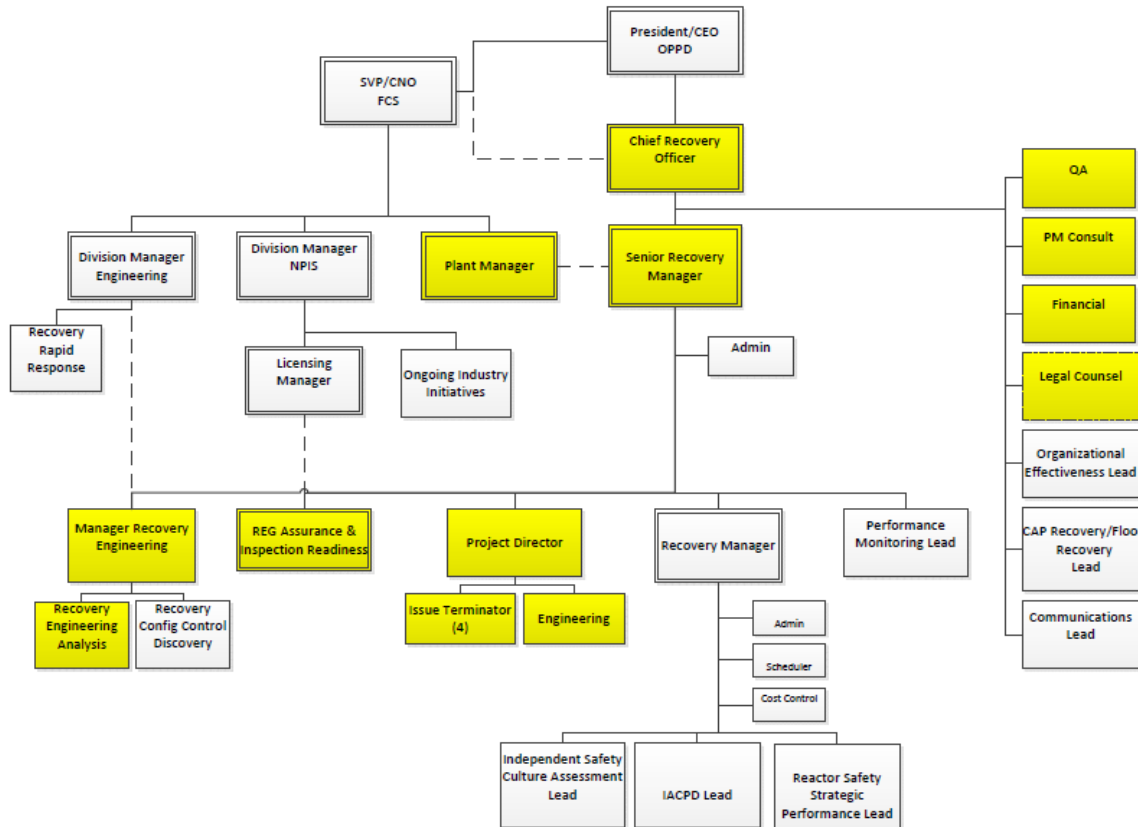 President/CEO
OPPD
SVP/CNO
FCS
Chief Recovery
Officer
QA
PM Consult
Division Manager
Engineering
Division Manager
NPIS
Plant Manager
Senior Recovery
Manager
Financial
Recovery
Rapid
Response
Licensing
Manager
Ongoing Industry
Initiatives
Admin
Legal Counsel
Organizational
Effectiveness Lead
Manager Recovery
Engineering
REG Assurance &
Inspection Readiness
Project Director
Recovery Manager
Performance
Monitoring Lead
CAP Recovery/Floo
Recovery
Lead
Recovery
Engineering
Analysis
Recovery
Config Control
Discovery
Issue Terminator
(4)
Engineering
Admin
Scheduler
Cost Control
Communications
Lead
Independent Safety
Culture Assessment
Lead
IACPD Lead
Reactor Safety
Strategic
Performance Lead